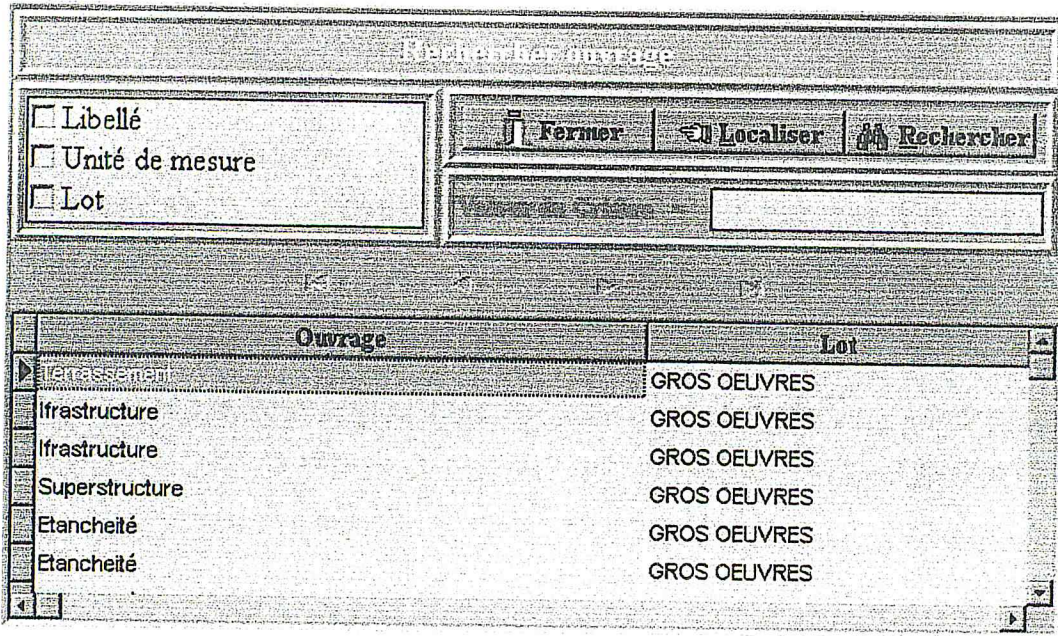 Rechercher ouvrage
Libellé
Unité de mesure
Lot
Fermer Localiser Rechercher
Ouvrage Lot
Terrassement GROS OEUVRES
Ifrastructure GROS OEUVRES
Ifrastructure GROS OEUVRES
Superstructure GROS OEUVRES
Etancheité GROS OEUVRES
Etancheité GROS OEUVRES